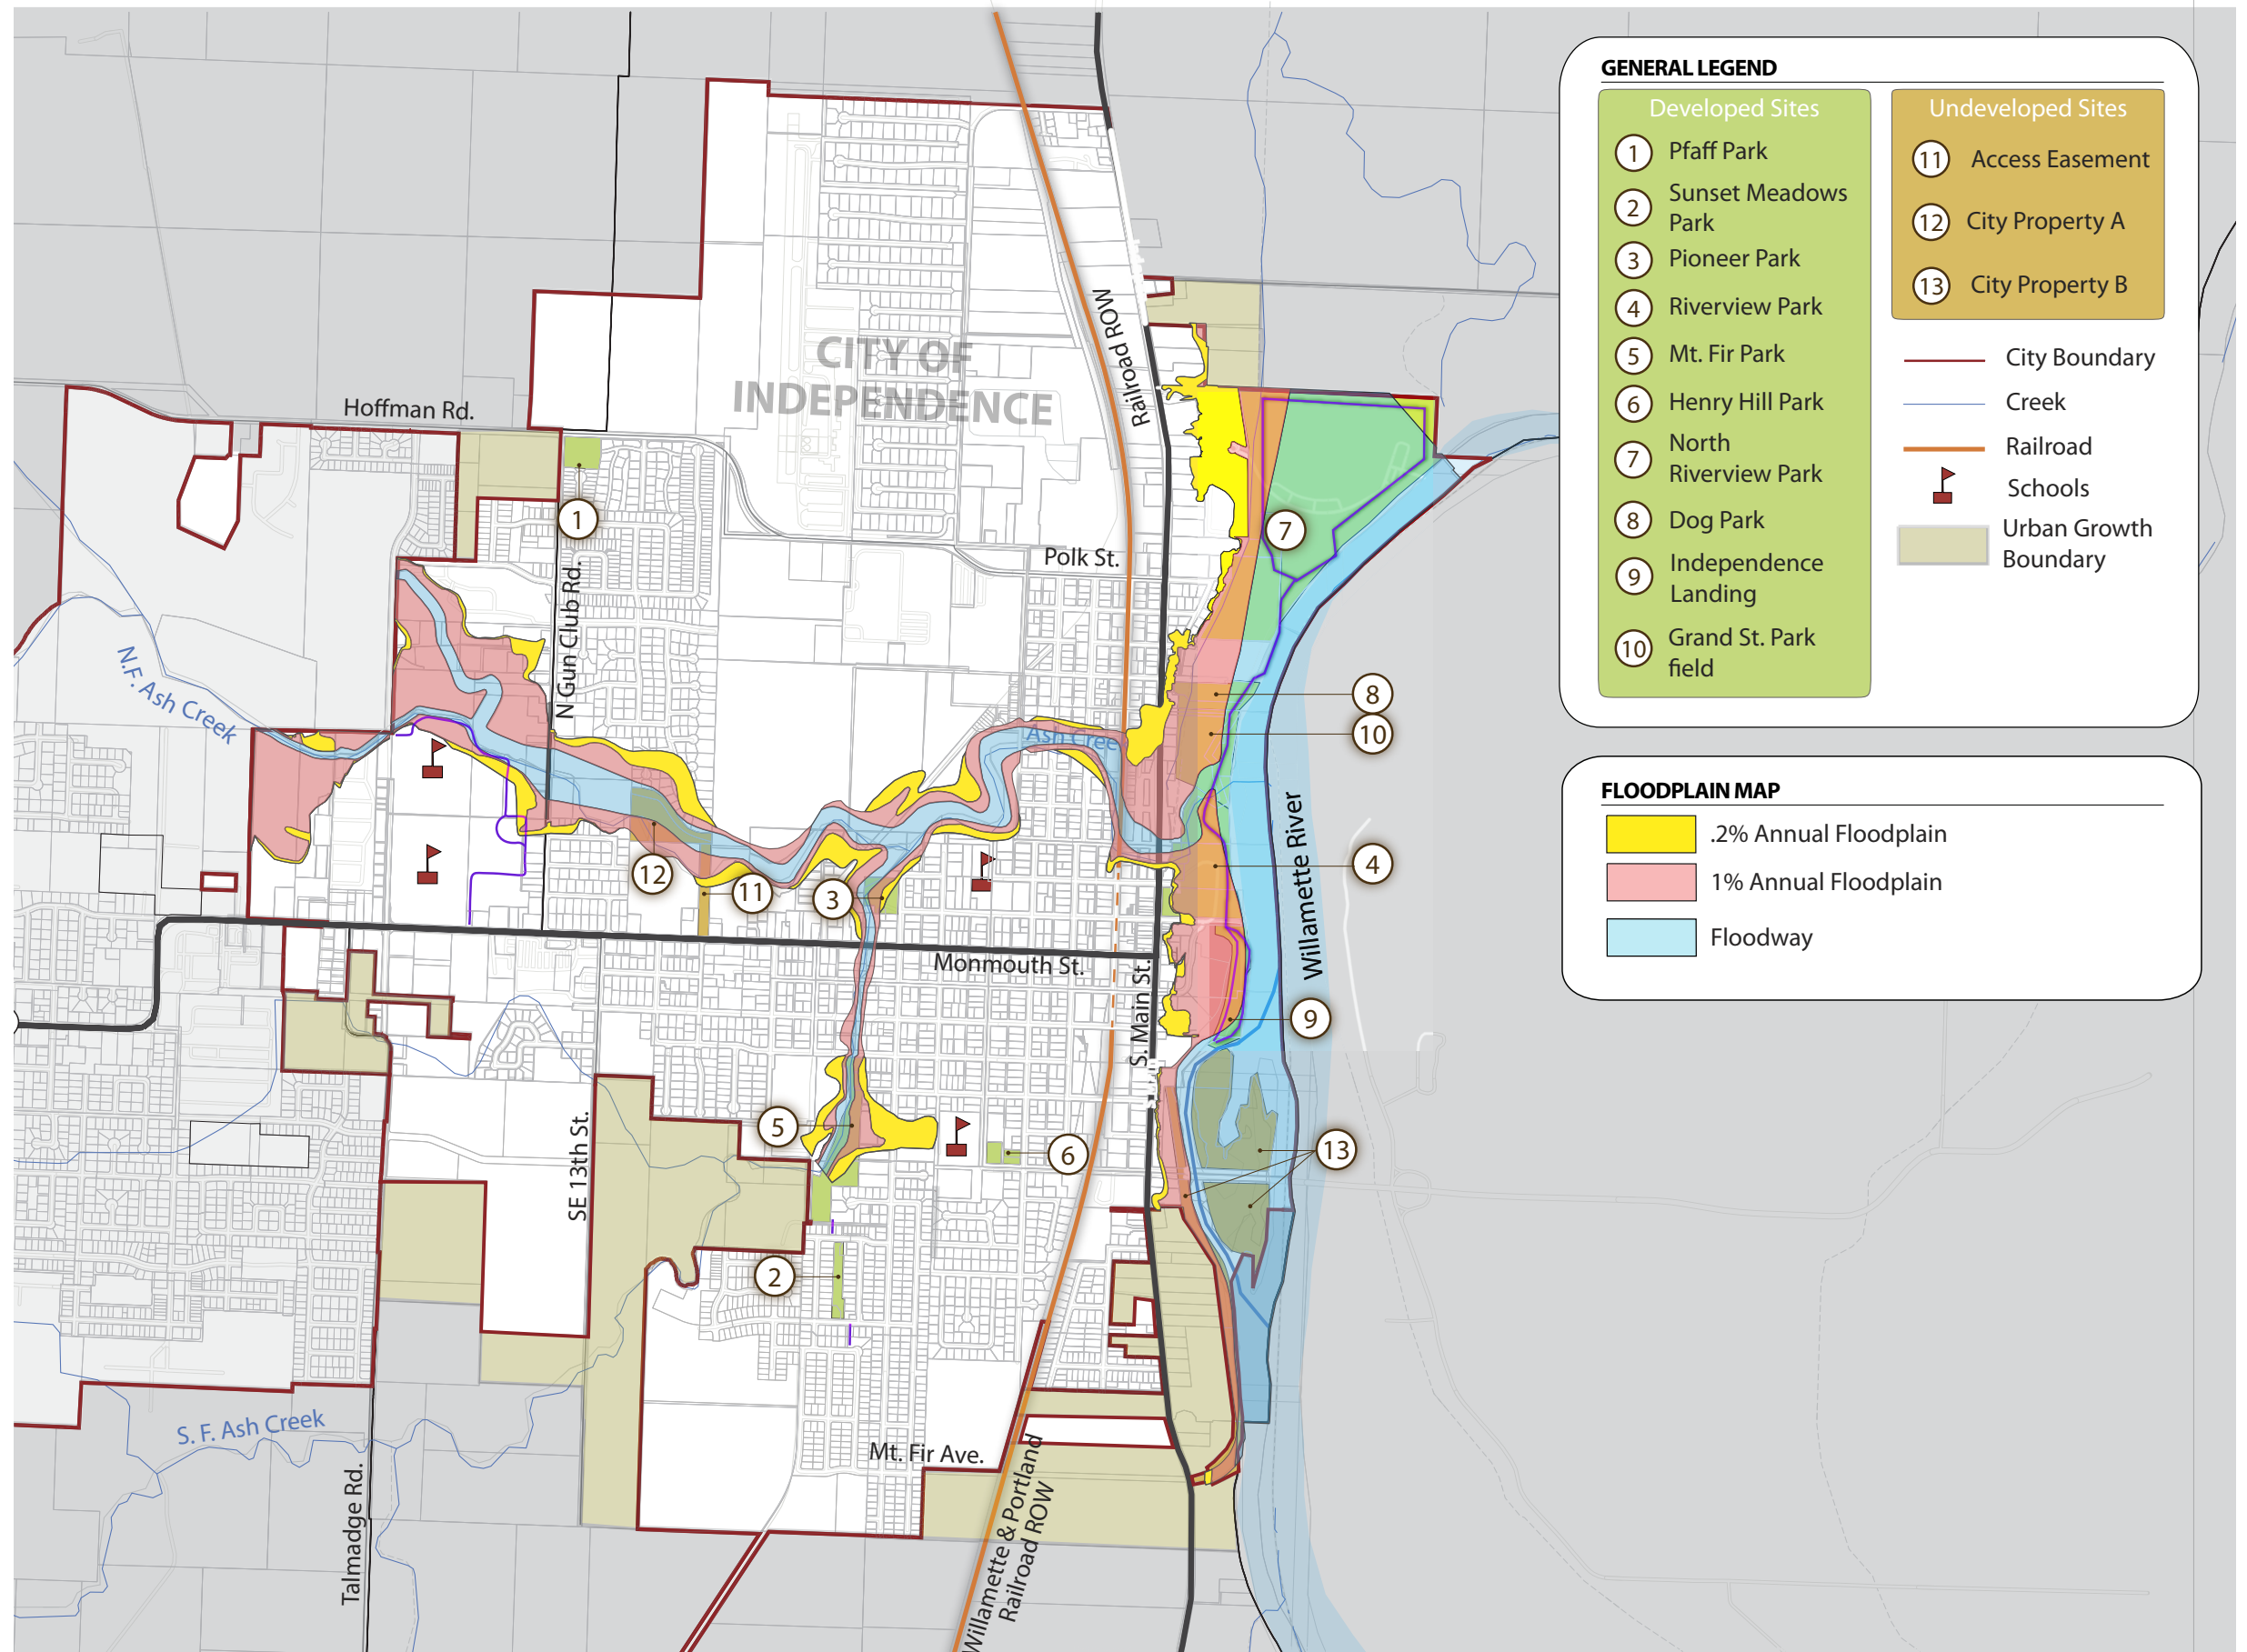 GENERAL LEGEND
Developed Sites
1 Pfaff Park
2 Sunset Meadows
Park
3 Pioneer Park
4 Riverview Park
5 Mt. Fir Park
6 Henry Hill Park
7 North
Riverview Park
8 Dog Park
9 Independence
Landing
10 Grand St. Park
field
Undeveloped Sites
11 Access Easement
12 City Property A
13 City Property B
City Boundary
Creek
Railroad
Schools
Urban Growth
Boundary
FLOODPLAIN MAP
.2% Annual Floodplain
1% Annual Floodplain
Floodway
CITY OF
INDEPENDENCE
Railroad ROW
Hoffman Rd.
1
7
Polk St.
N Gun Club Rd.
N.F. Ash Creek
8
10
Ash Cree
Willamette River
4
12
11
3
Monmouth St.
S. Main St.
9
5
6
13
SE 13th St.
2
S. F. Ash Creek
Mt. Fir Ave.
Talmadge Rd.
Willamette & Portland
Railroad ROW